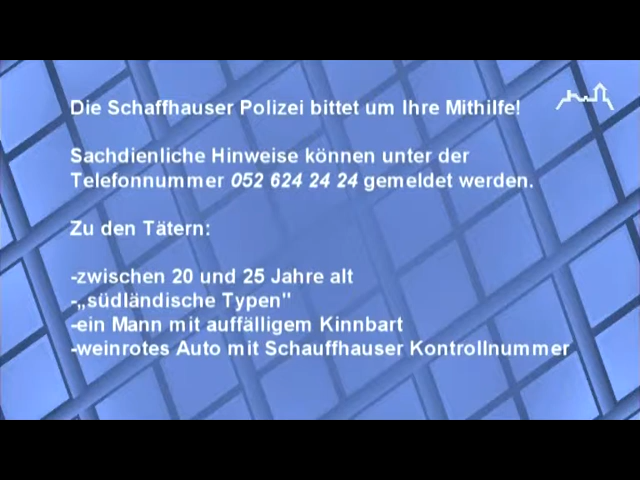 Die Schaffhauser Polizei bittet um Ihre Mithilfe!
Sachdienliche Hinweise können unter der
Telefonnummer 052 624 24 24 gemeldet werden.
Zu den Tätern:
-zwischen 20 und 25 Jahre alt
-„südländische Typen"
-ein Mann mit auffälligem Kinnbart
-weinrotes Auto mit Schauffhauser Kontrollnummer